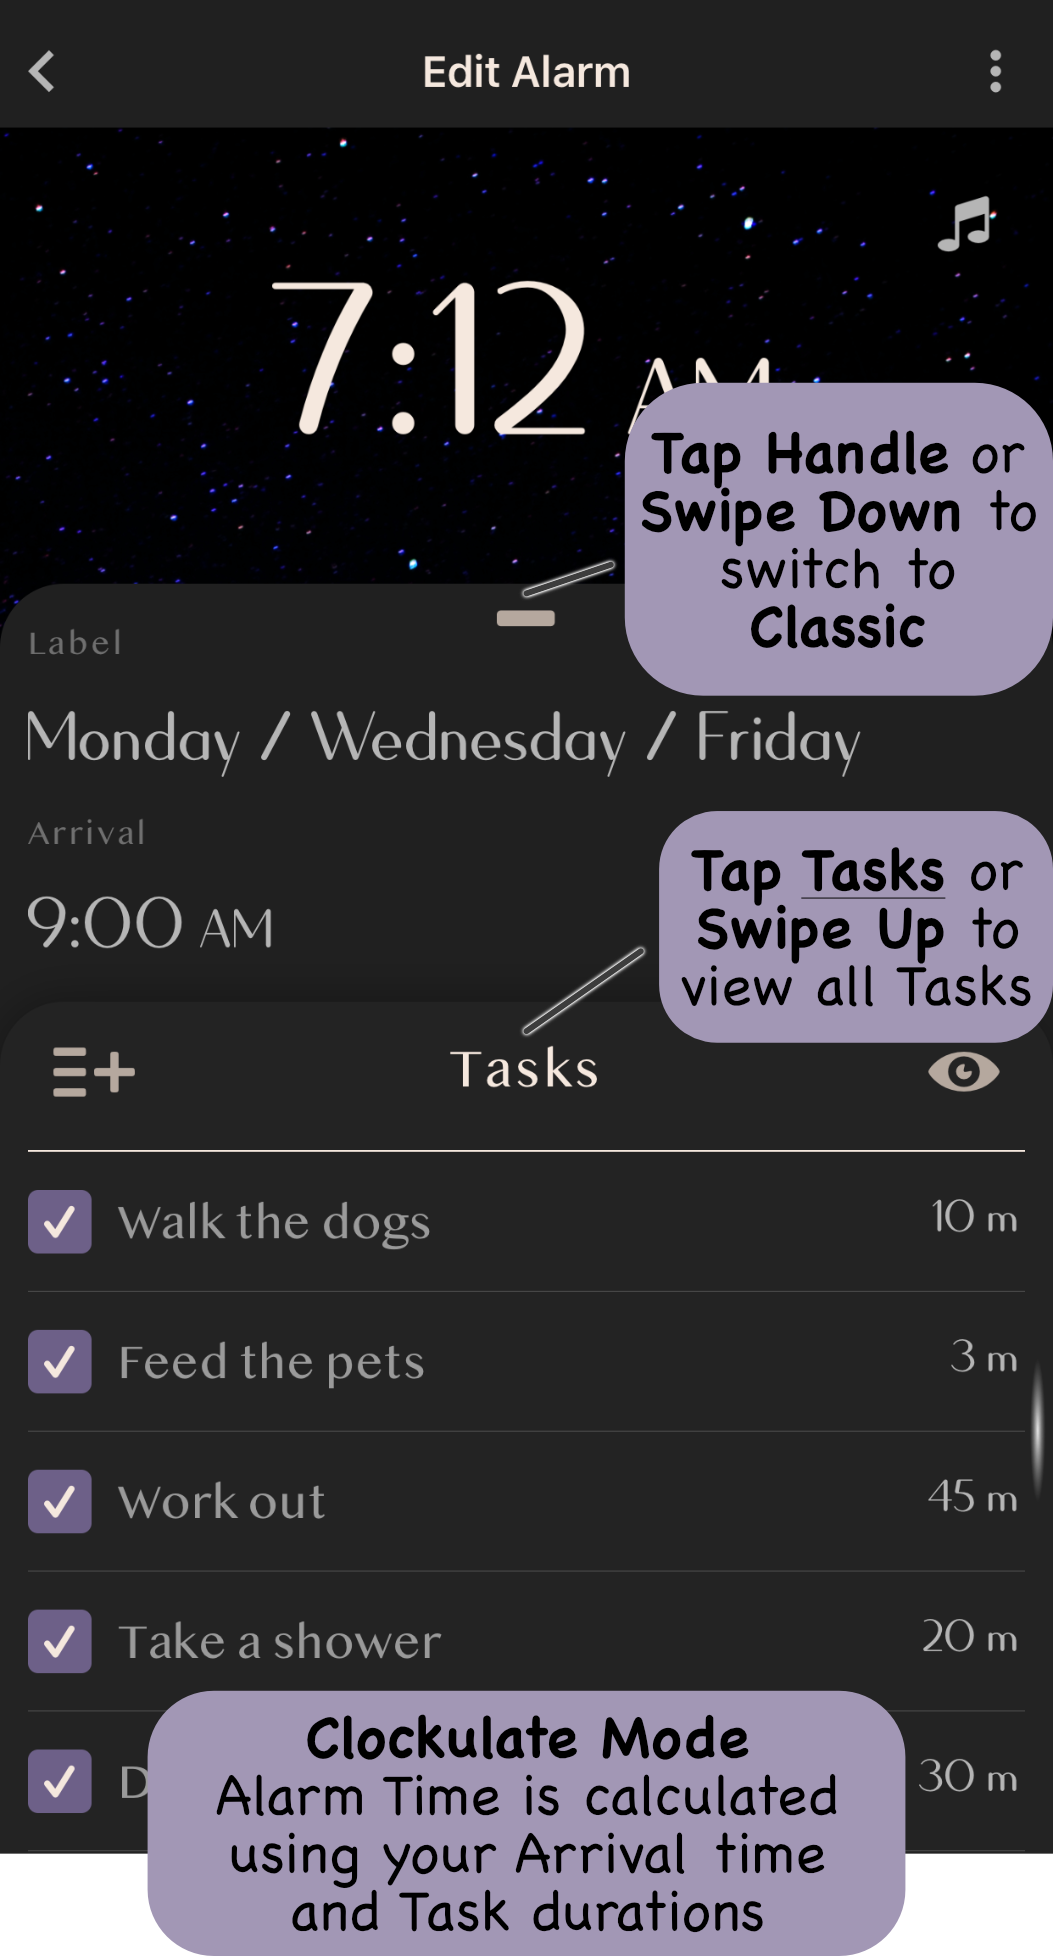 Edit Alarm
7:12 AM
Tap Handle or
Swipe Down to
switch to
Classic
Label
Monday / Wednesday / Friday
Arrival
9:00 AM
Tap Tasks or
Swipe Up to
view all Tasks
Tasks
Walk the dogs 10 m
Feed the pets 3 m
Work out 45 m
Take a shower 20 m
30 m
Clockulate Mode
Alarm Time is calculated
using your Arrival time
and Task durations